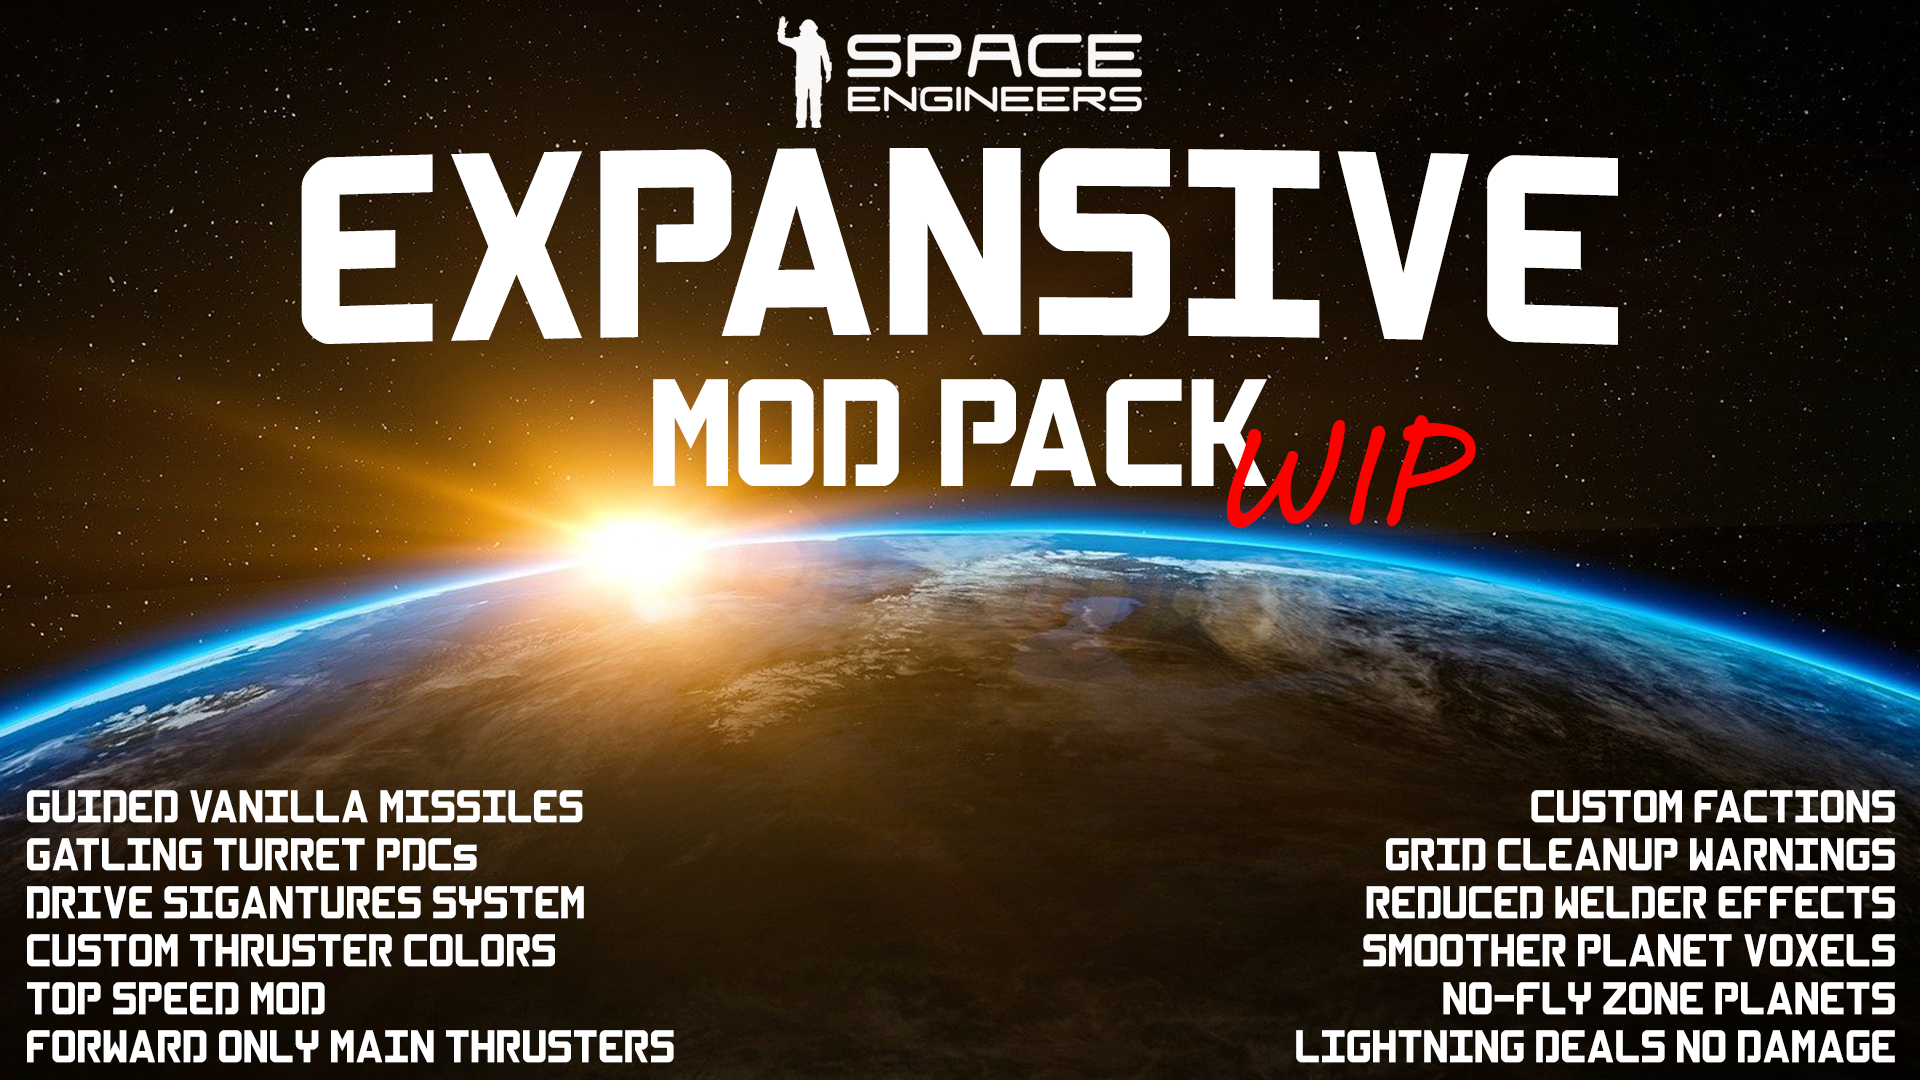 SPACE
ENGINEERS
EXPANSIVE
MOD PACK
WIP
GUIDED VANILLA MISSILES
GATLING TURRET PDCs
DRIVE SIGANTURES SYSTEM
CUSTOM THRUSTER COLORS
TOP SPEED MOD
FORWARD ONLY MAIN THRUSTERS
CUSTOM FACTIONS
GRID CLEANUP WARNINGS
REDUCED WELDER EFFECTS
SMOOTHER PLANET VOXELS
NO-FLY ZONE PLANETS
LIGHTNING DEALS NO DAMAGE